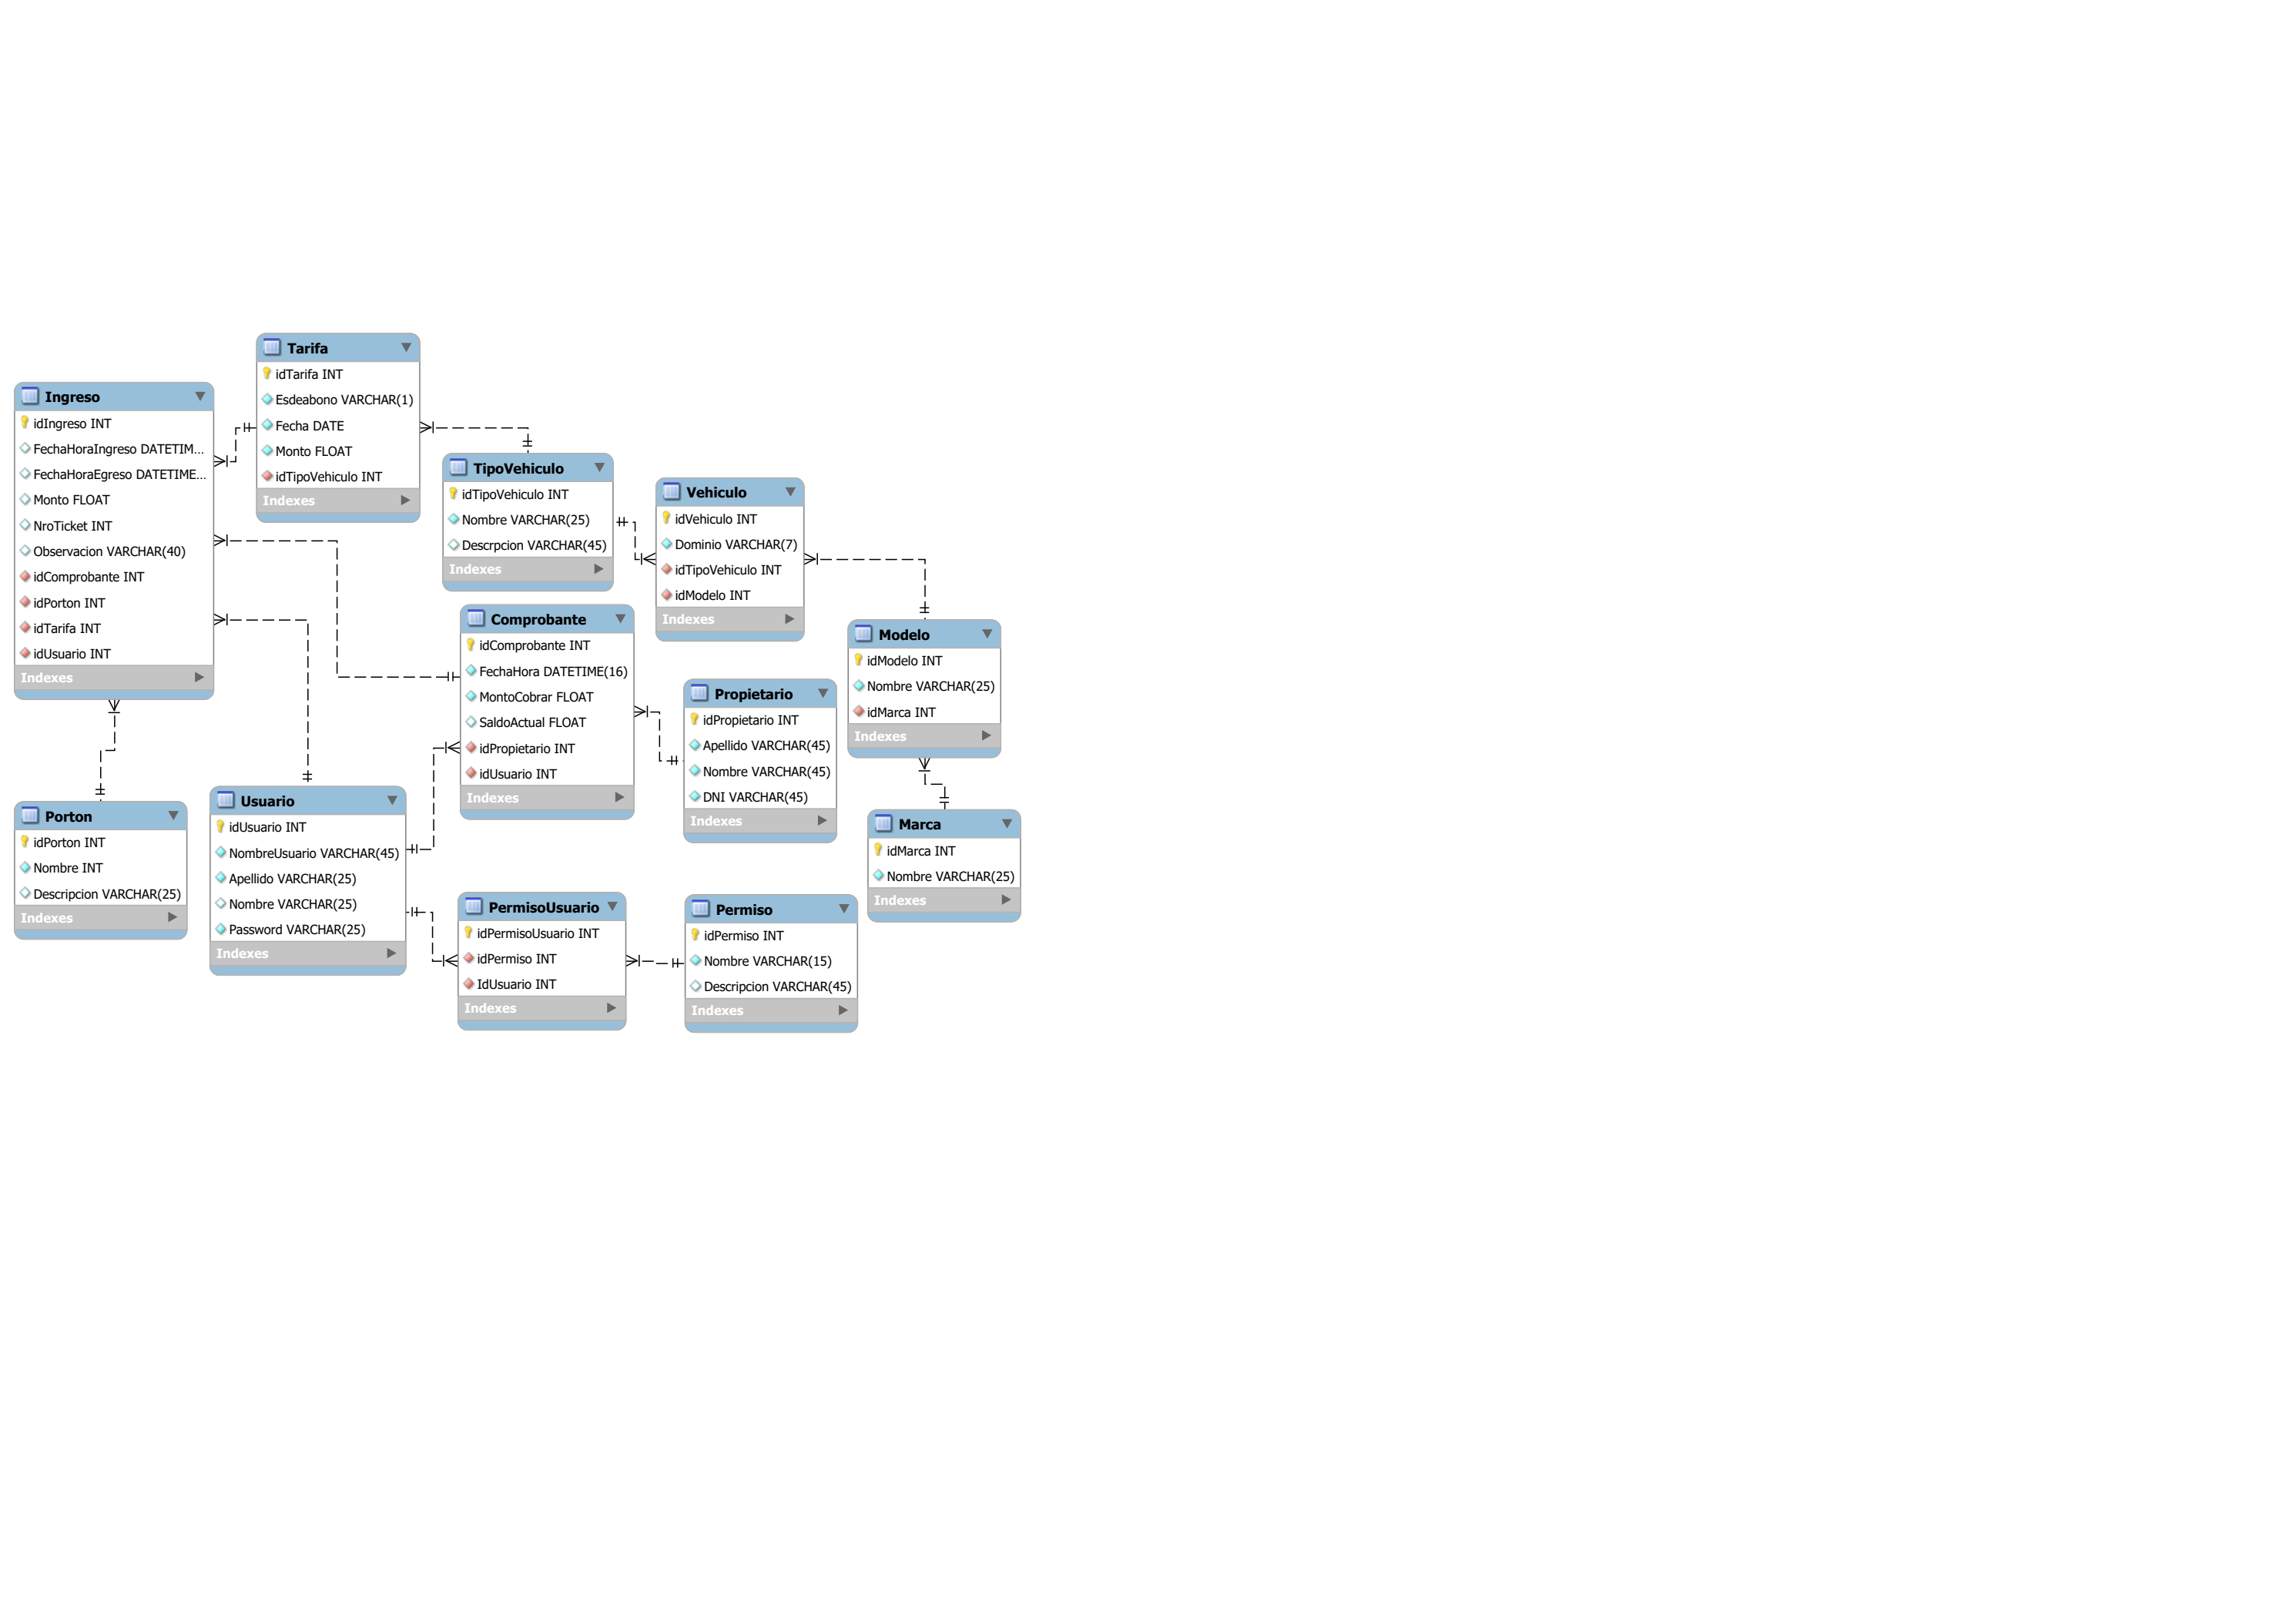 Tarifa
idTarifa INT
Esdeabono VARCHAR(1)
Fecha DATE
Monto FLOAT
idTipoVehiculo INT
Indexes
Ingreso
idIngreso INT
FechaHoraIngreso DATETIM...
FechaHoraEgreso DATETIME...
Monto FLOAT
NroTicket INT
Observacion VARCHAR(40)
idComprobante INT
idPorton INT
idTarifa INT
idUsuario INT
Indexes
TipoVehiculo
idTipoVehiculo INT
Nombre VARCHAR(25)
Descrpcion VARCHAR(45)
Indexes
Vehiculo
idVehiculo INT
Dominio VARCHAR(7)
idTipoVehiculo INT
idModelo INT
Indexes
Comprobante
idComprobante INT
FechaHora DATETIME(16)
MontoCobrar FLOAT
SaldoActual FLOAT
idPropietario INT
idUsuario INT
Indexes
Modelo
idModelo INT
Nombre VARCHAR(25)
idMarca INT
Indexes
Propietario
idPropietario INT
Apellido VARCHAR(45)
Nombre VARCHAR(45)
DNI VARCHAR(45)
Indexes
Porton
idPorton INT
Nombre INT
Descripcion VARCHAR(25)
Indexes
Usuario
idUsuario INT
NombreUsuario VARCHAR(45)
Apellido VARCHAR(25)
Nombre VARCHAR(25)
Password VARCHAR(25)
Indexes
Marca
idMarca INT
Nombre VARCHAR(25)
Indexes
PermisoUsuario
idPermisoUsuario INT
idPermiso INT
IdUsuario INT
Indexes
Permiso
idPermiso INT
Nombre VARCHAR(15)
Descripcion VARCHAR(45)
Indexes